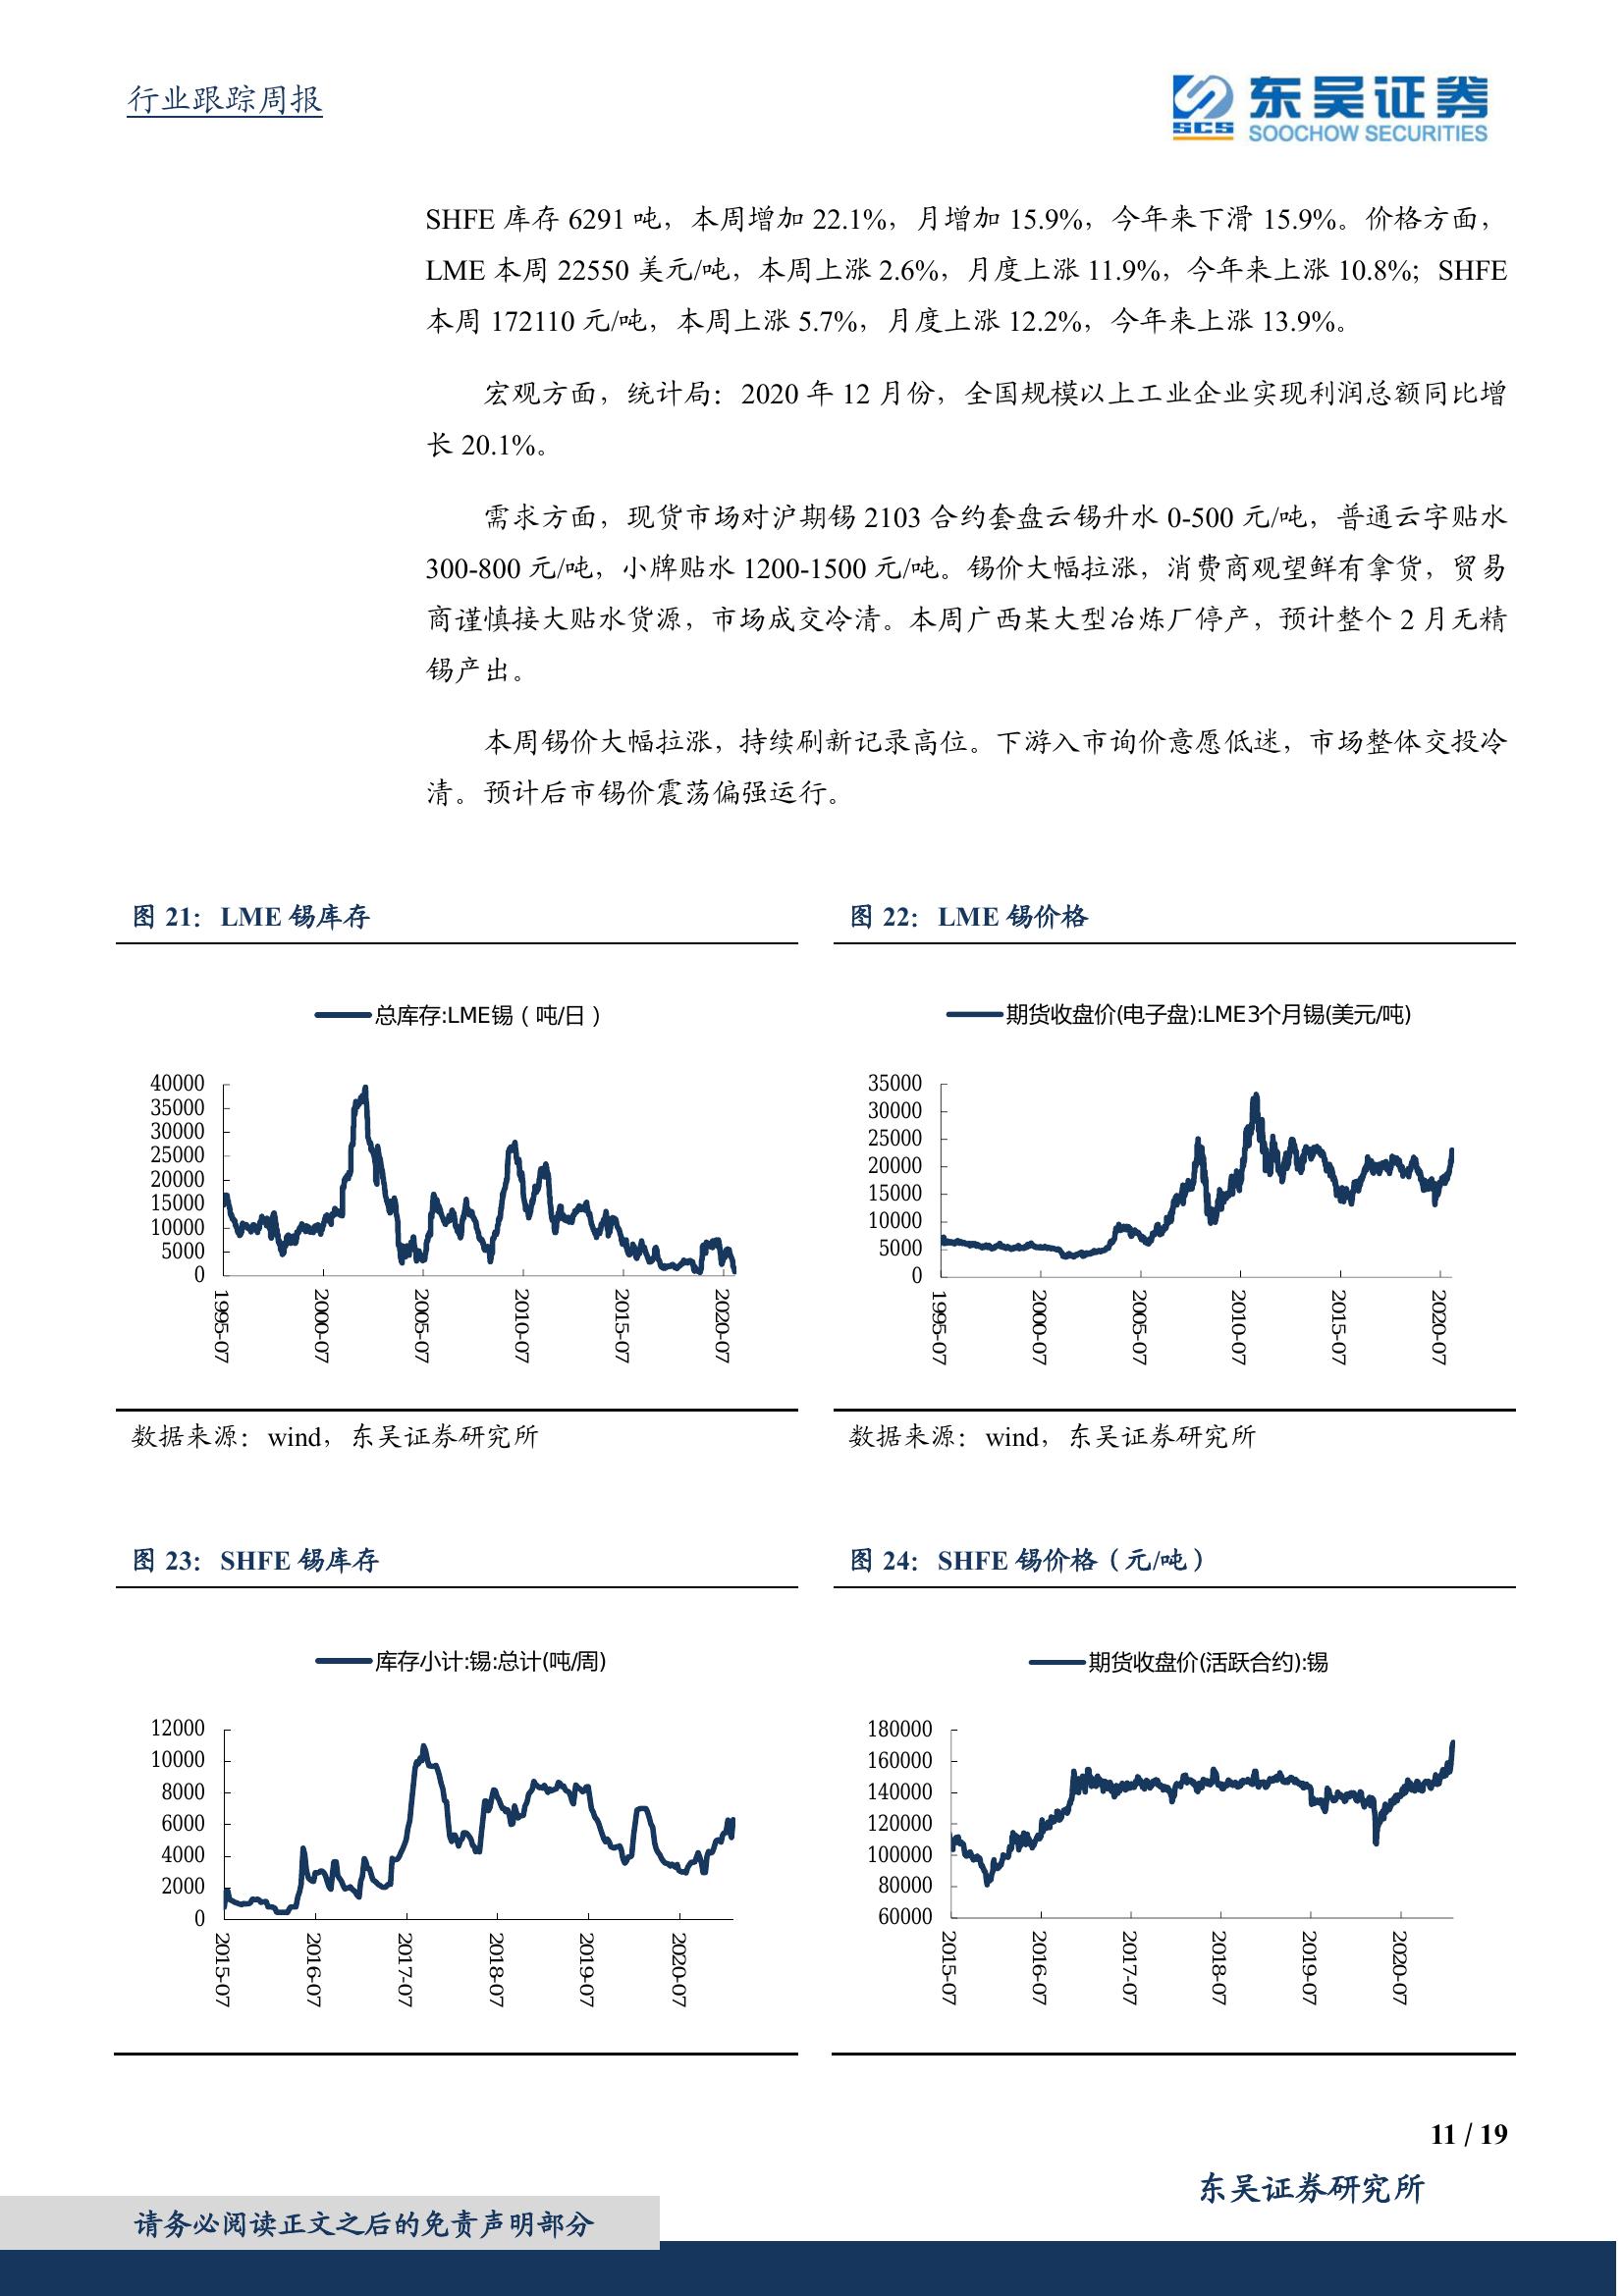 行业跟踪周报
SCS
东吴证券
SOOCHOW SECURITIES
SHFE 库存 6291 吨，本周增加 22.1%，月增加 15.9%，今年来下滑 15.9%。价格方面，
LME 本周 22550 美元/吨，本周上涨 2.6%，月度上涨 11.9%，今年来上涨 10.8%；SHFE
本周 172110 元/吨，本周上涨 5.7%，月度上涨 12.2%，今年来上涨 13.9%。
宏观方面，统计局：2020 年 12 月份，全国规模以上工业企业实现利润总额同比增
长 20.1%。
需求方面，现货市场对沪期锡 2103 合约套盘云锡升水 0-500 元/吨，普通云字贴水
300-800 元/吨，小牌贴水 1200-1500 元/吨。锡价大幅拉涨，消费商观望鲜有拿货，贸易
商谨慎接大贴水货源，市场成交冷清。本周广西某大型冶炼厂停产，预计整个 2 月无精
锡产出。
本周锡价大幅拉涨，持续刷新记录高位。下游入市询价意愿低迷，市场整体交投冷
清。预计后市锡价震荡偏强运行。
图 21： LME 锡库存
总库存:LME锡（吨/日）
40000
35000
30000
25000
20000
15000
10000
5000
0
1995-07
2000-07
2005-07
2010-07
2015-07
2020-07
数据来源：wind，东吴证券研究所
图 22： LME 锡价格
期货收盘价(电子盘):LME3个月锡(美元/吨)
35000
30000
25000
20000
15000
10000
5000
0
1995-07
2000-07
2005-07
2010-07
2015-07
2020-07
数据来源：wind，东吴证券研究所
图 23： SHFE 锡库存
库存小计:锡:总计(吨/周)
12000
10000
8000
6000
4000
2000
0
2015-07
2016-07
2017-07
2018-07
2019-07
2020-07
图 24： SHFE 锡价格（元/吨）
期货收盘价(活跃合约):锡
180000
160000
140000
120000
100000
80000
60000
2015-07
2016-07
2017-07
2018-07
2019-07
2020-07
11 / 19
东吴证券研究所
请务必阅读正文之后的免责声明部分